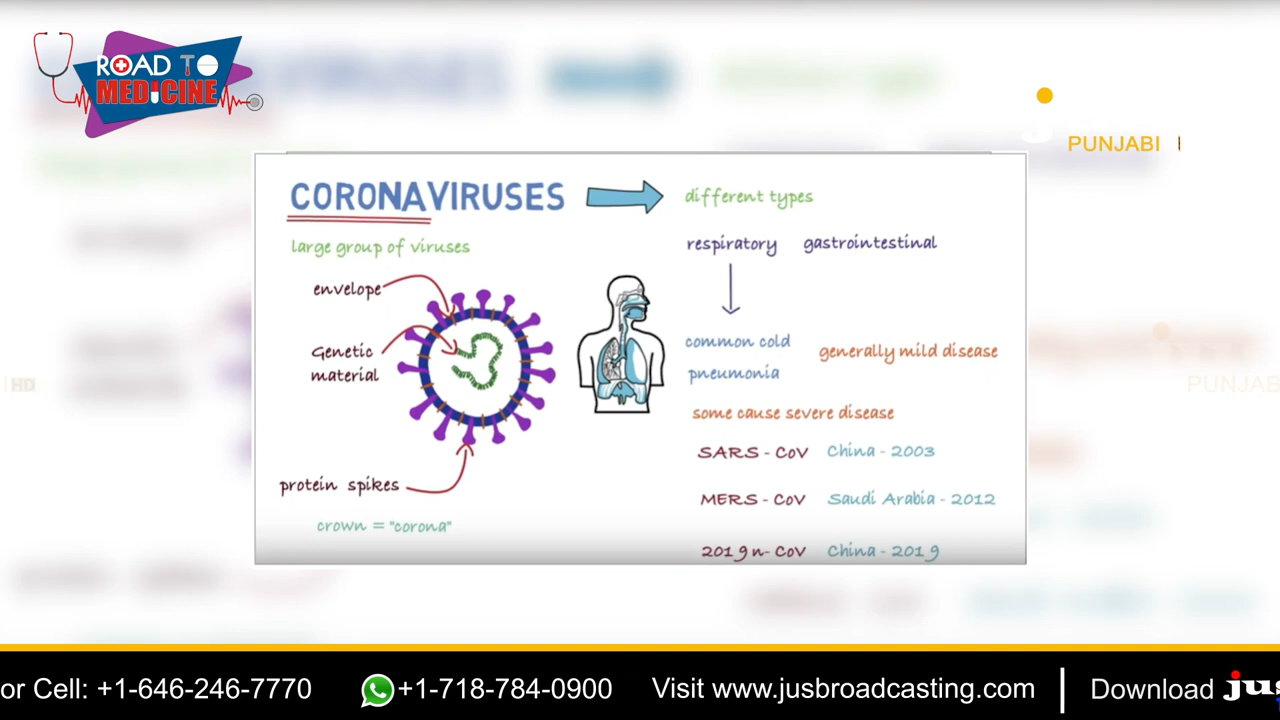 ROAD TO
MEDICINE
j
PUNJABI
CORONAVIRUSES
different types
large group of viruses
respiratory gastrointestinal
envelope
Genetic
material
common cold
generally mild disease
pneumonia
some cause severe disease
SARS - CoV China - 2003
protein spikes
MERS - CoV Saudi Arabia - 2012
crown = "corona"
2019 n- CoV China - 2019
HD
PUNJABI
or Cell: +1-646-246-7770 +1-718-784-0900 Visit www.jusbroadcasting.com Download jus